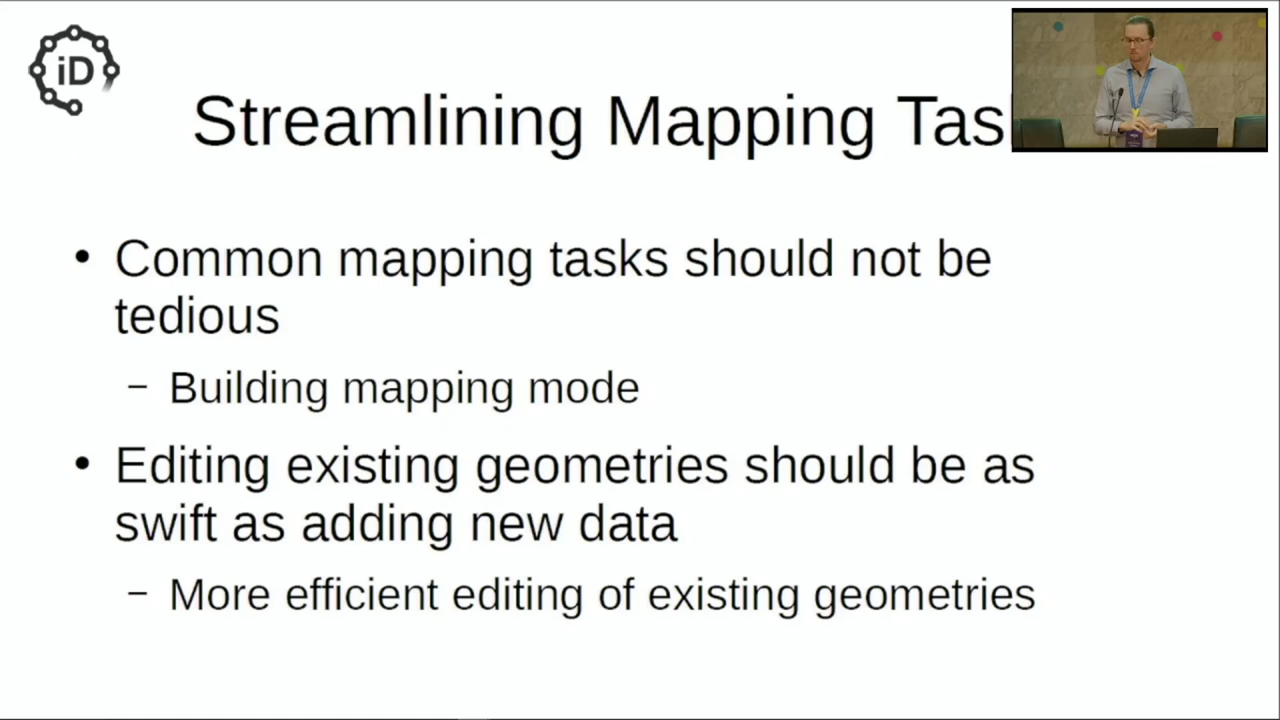 iD
Streamlining Mapping Tas
• Common mapping tasks should not be
tedious
– Building mapping mode
• Editing existing geometries should be as
swift as adding new data
– More efficient editing of existing geometries